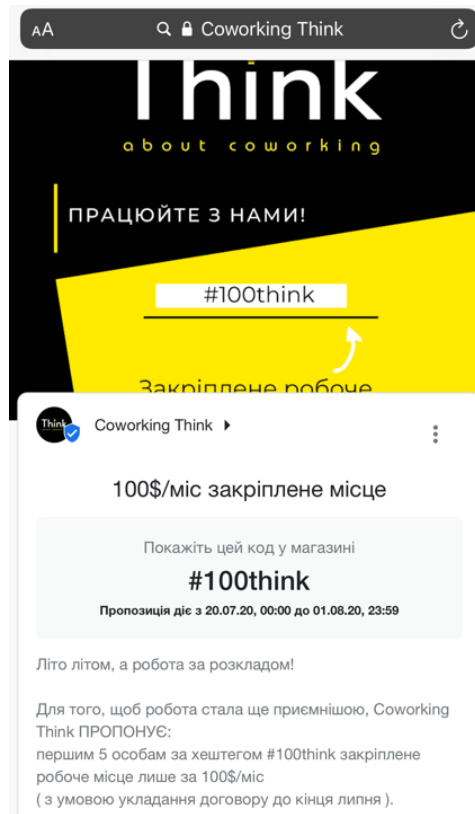 AA Coworking Think
Think
about coworking
ПРАЦЮЙТЕ З НАМИ!
#100think
Закріплене робоче
Think
Coworking Think
100$/міс закріплене місце
Покажіть цей код у магазині
#100think
Пропозиція діє з 20.07.20, 00:00 до 01.08.20, 23:59
Літо літом, а робота за розкладом!
Для того, щоб робота стала ще приємнішою, Coworking
Think ПРОПОНУЄ:
першим 5 особам за хештегом #100think закріплене
робоче місце лише за 100$/міс
( з умовою укладання договору до кінця липня ).